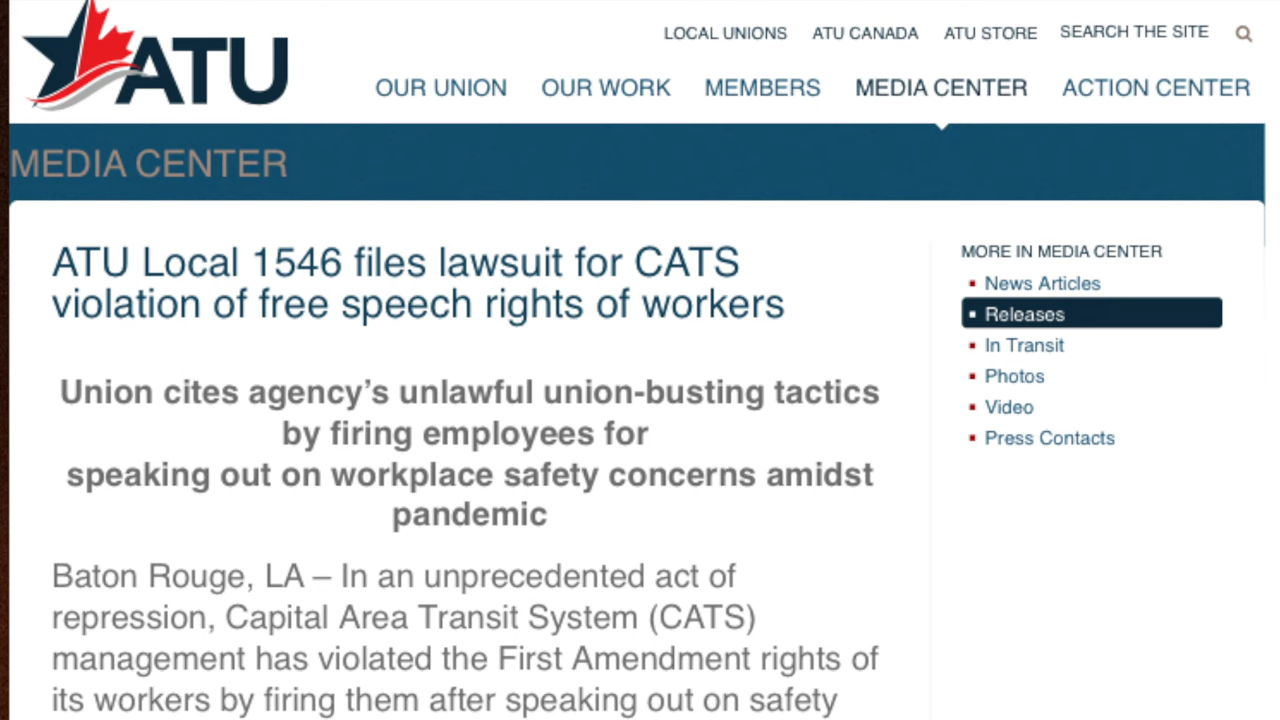 ATU
LOCAL UNIONS ATU CANADA ATU STORE SEARCH THE SITE
OUR UNION OUR WORK MEMBERS MEDIA CENTER ACTION CENTER
MEDIA CENTER
ATU Local 1546 files lawsuit for CATS
violation of free speech rights of workers
Union cites agency’s unlawful union-busting tactics
by firing employees for
speaking out on workplace safety concerns amidst
pandemic
Baton Rouge, LA – In an unprecedented act of
repression, Capital Area Transit System (CATS)
management has violated the First Amendment rights of
its workers by firing them after speaking out on safety
MORE IN MEDIA CENTER
News Articles
Releases
In Transit
Photos
Video
Press Contacts